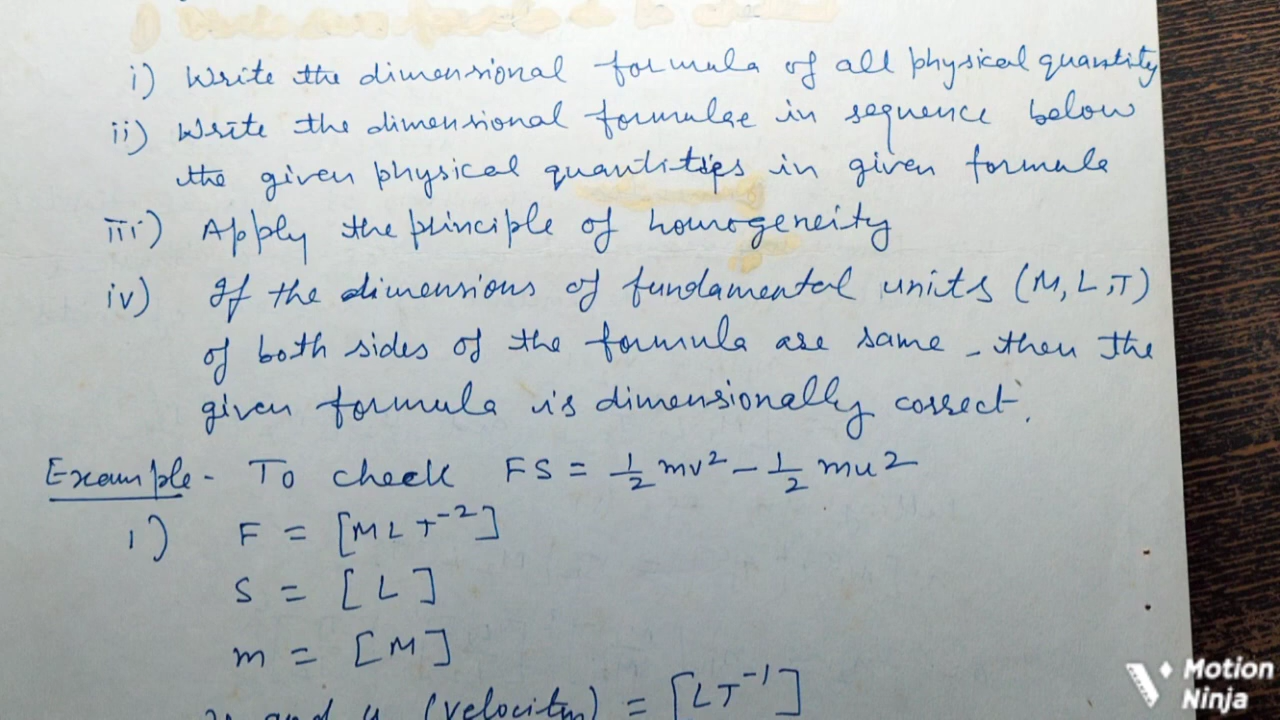 i) Write the dimensional formula of all physical quantity
ii) Write the dimensional formulae in sequence below
the given physical quantities in given formula
iii) Apply the principle of homogeneity
iv) If the dimensions of fundamental units (M, L, T)
of both sides of the formula are same - then the
given formula is dimensionally correct.
Example - To check FS = ½ mv² - ½ mu²
i) F = [MLT⁻²]
S = [L]
m = [M]
v and u (velocity) = [LT⁻¹]
Motion
Ninja